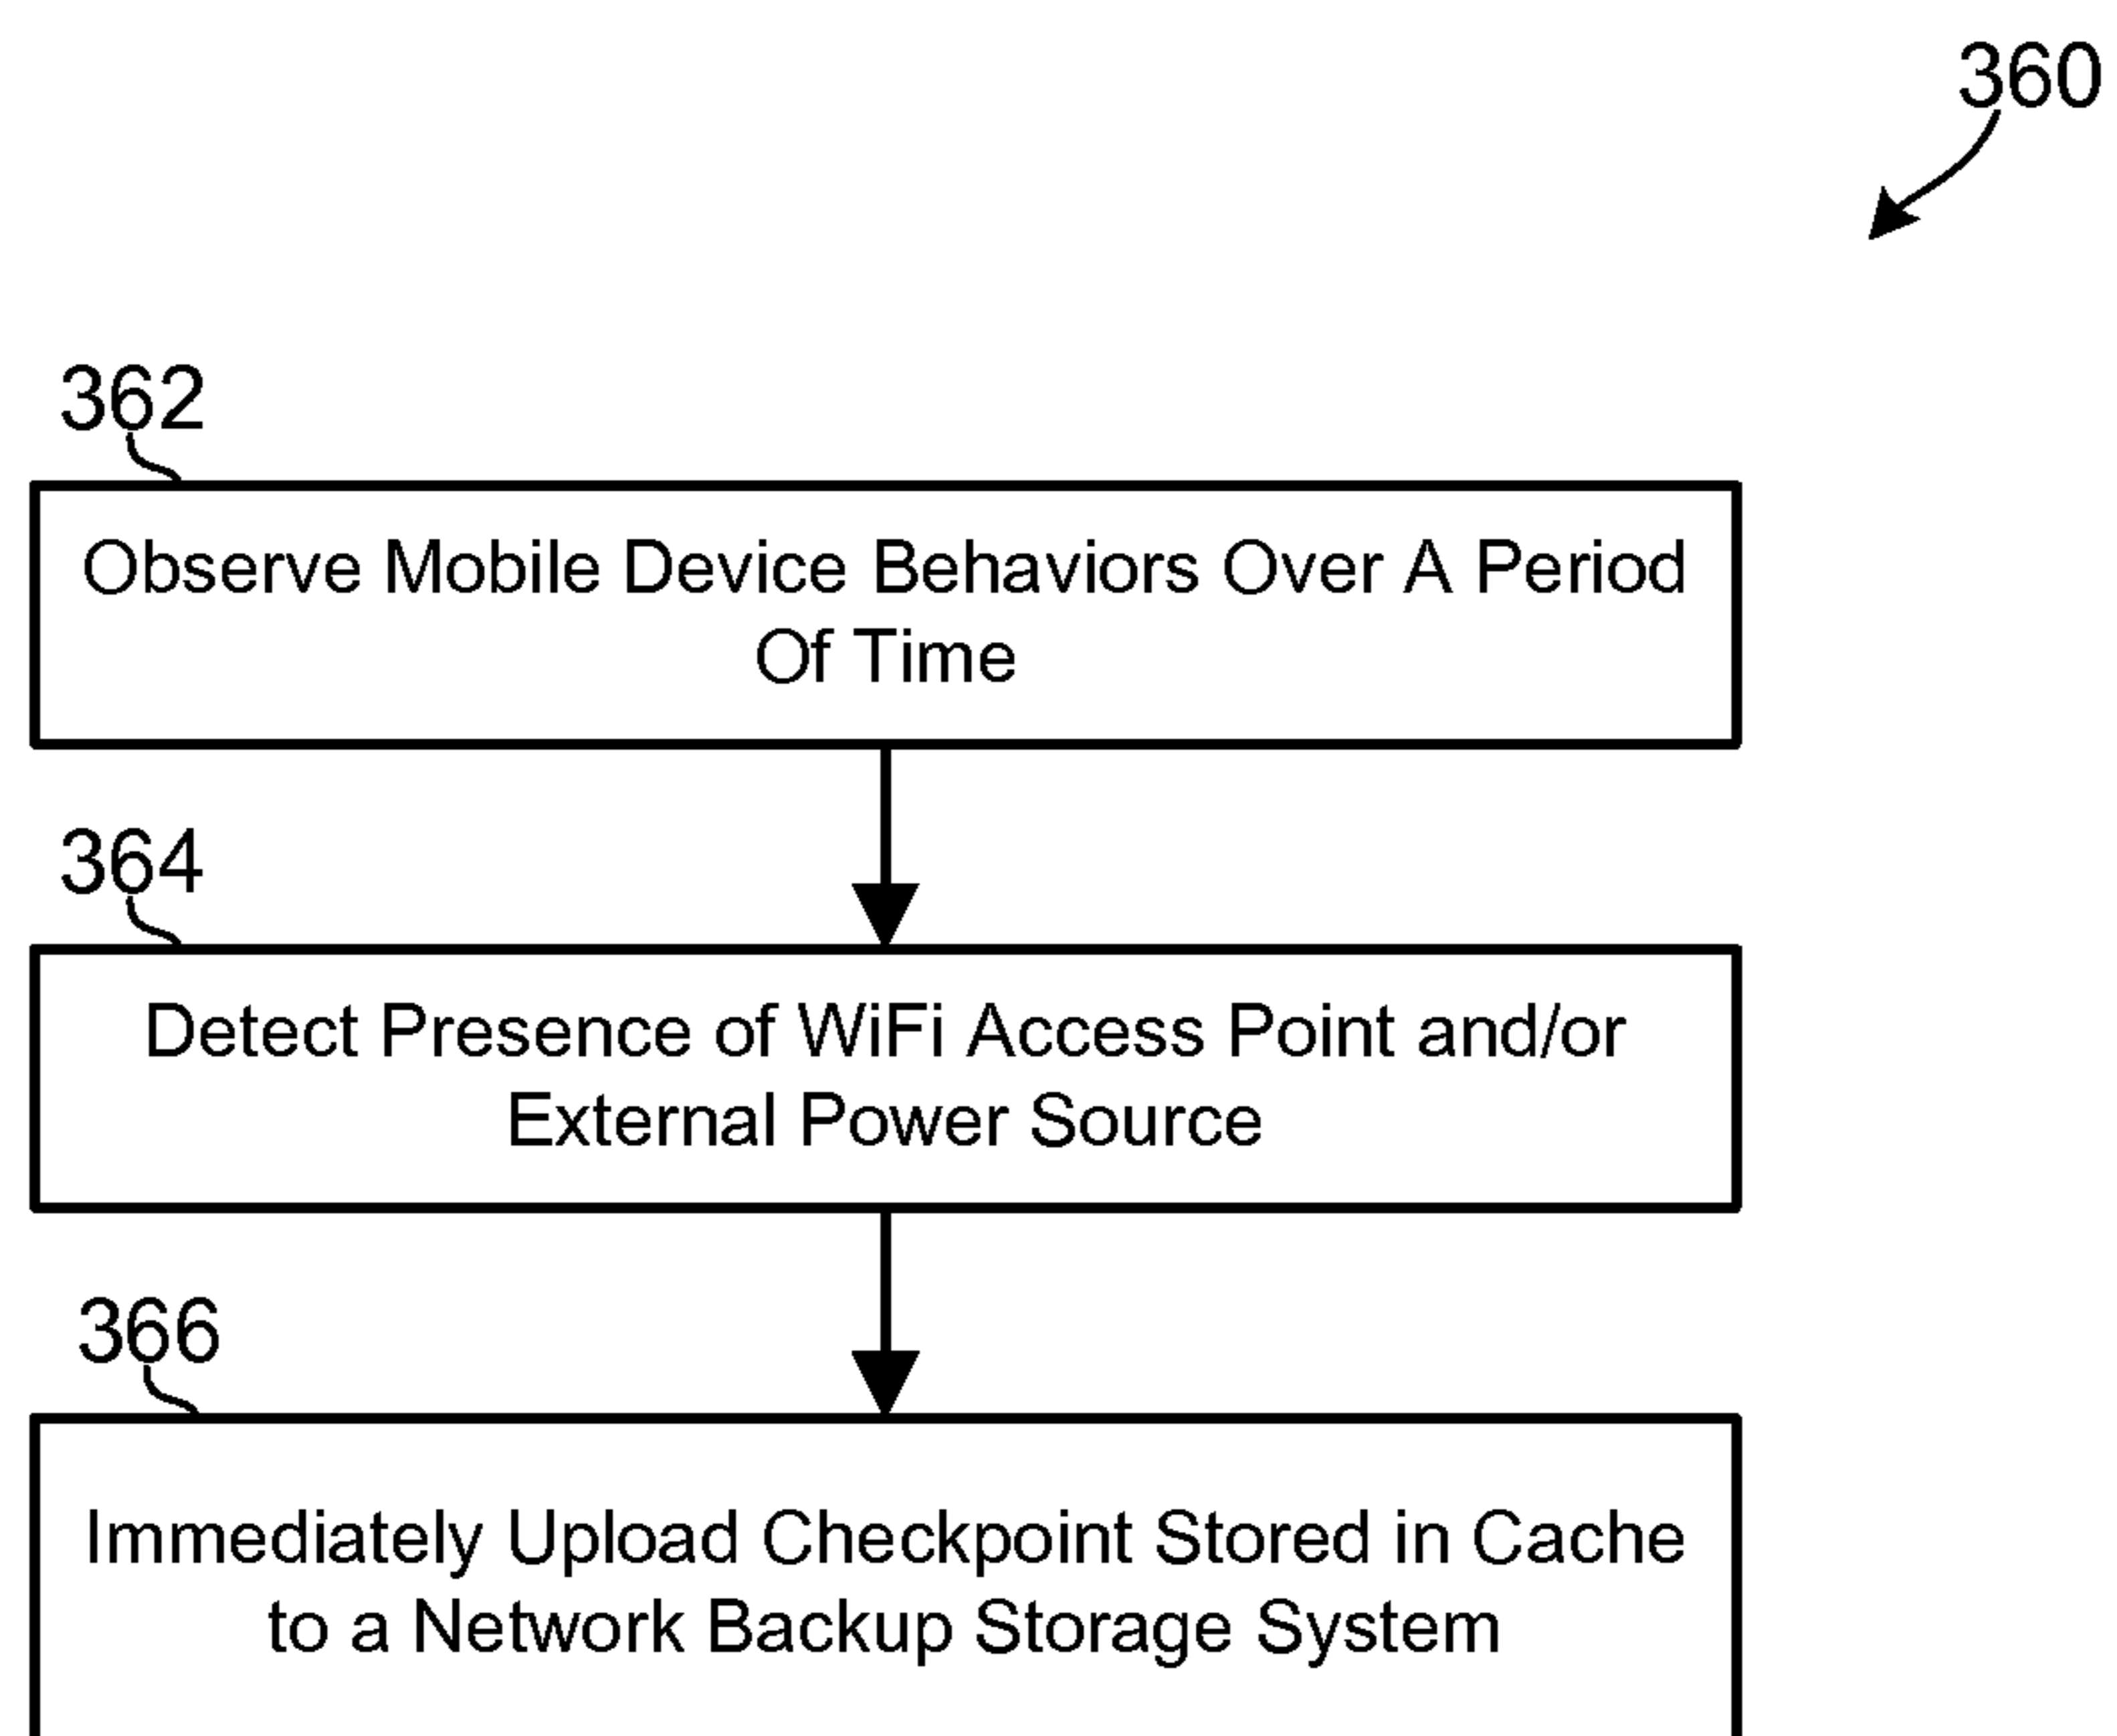 360
362
Observe Mobile Device Behaviors Over A Period
Of Time
364
Detect Presence of WiFi Access Point and/or
External Power Source
366
Immediately Upload Checkpoint Stored in Cache
to a Network Backup Storage System